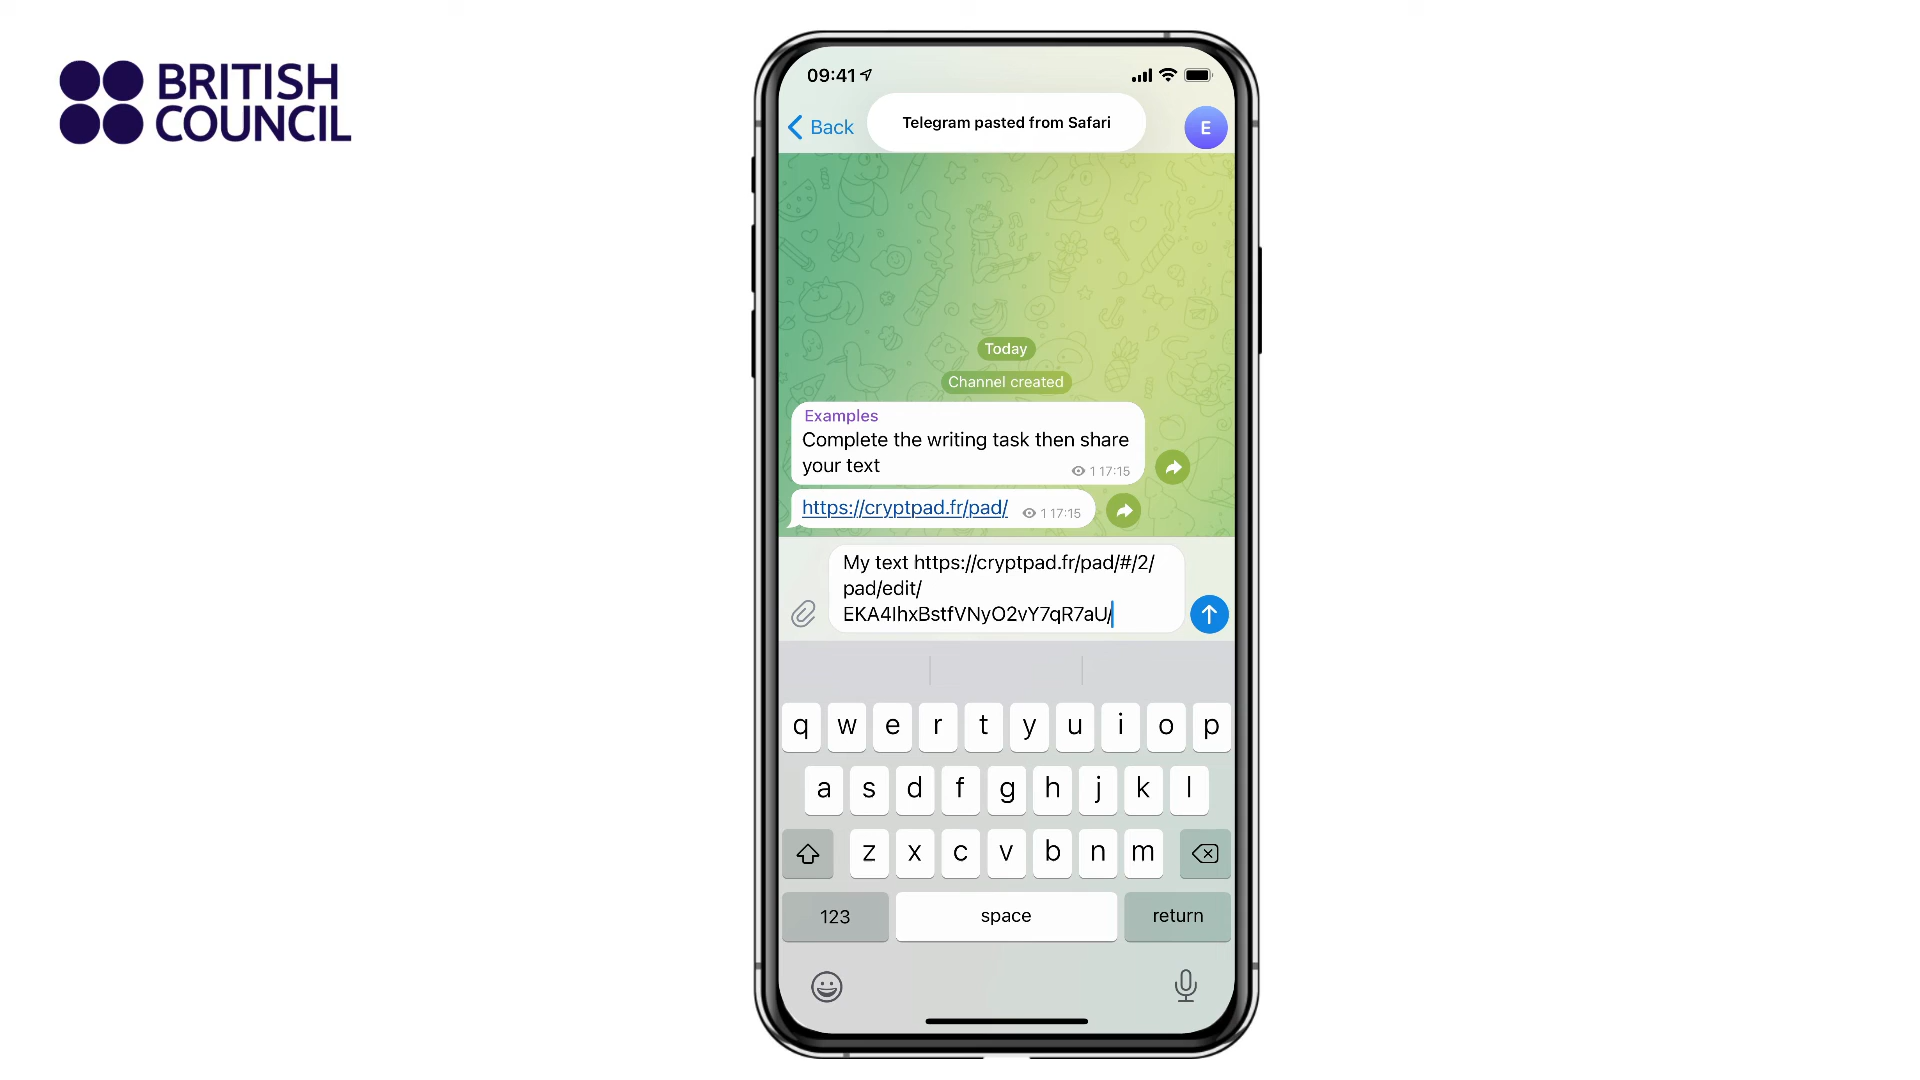 BRITISH
COUNCIL
09:41
Back
Telegram pasted from Safari
E
Today
Channel created
Examples
Complete the writing task then share
your text
1 17:15
https://cryptpad.fr/pad/
1 17:15
My text https://cryptpad.fr/pad/#/2/
pad/edit/
EKA4IhxBstfVNyO2vY7qR7aU/
q w e r t y u i o p
a s d f g h j k l
z x c v b n m
123 space return